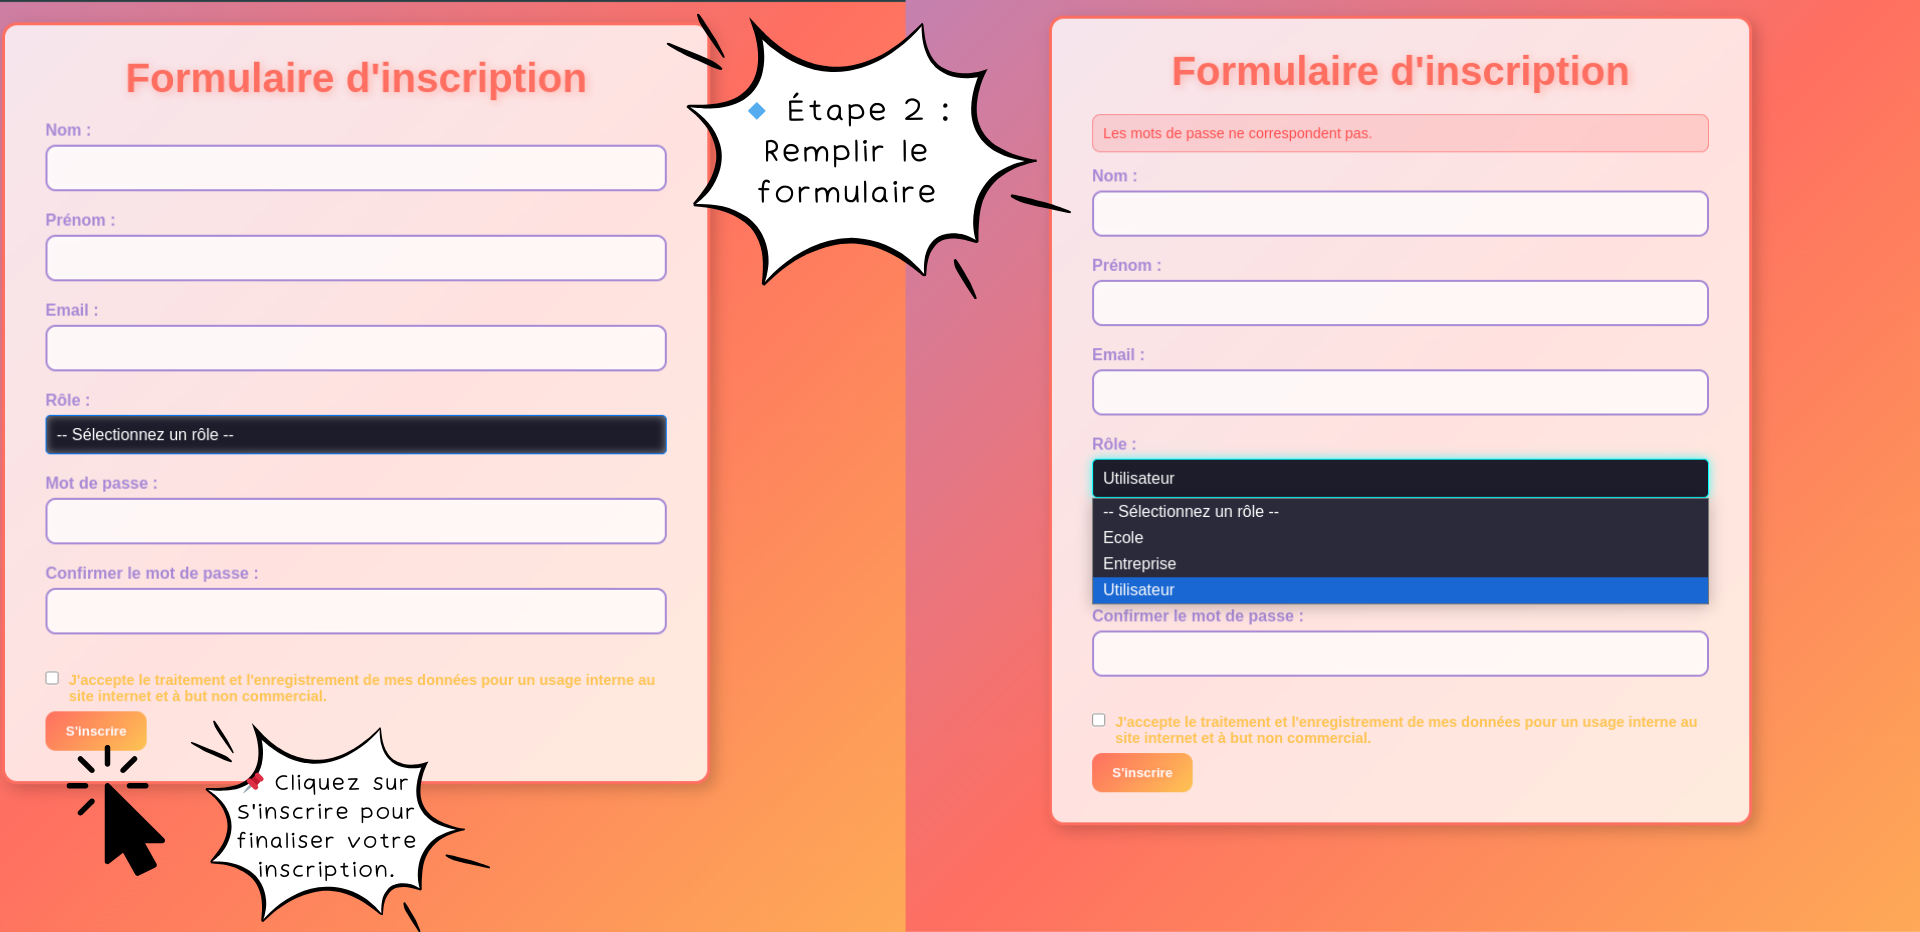 Formulaire d'inscription
Nom :
Prénom :
Email :
Rôle :
-- Sélectionnez un rôle --
Mot de passe :
Confirmer le mot de passe :
J'accepte le traitement et l'enregistrement de mes données pour un usage interne au
site internet et à but non commercial.
S'inscrire
📌 Cliquez sur
S'inscrire pour
finaliser votre
inscription.
🔹 Étape 2 :
Remplir le
formulaire
Formulaire d'inscription
Les mots de passe ne correspondent pas.
Nom :
Prénom :
Email :
Rôle :
Utilisateur
-- Sélectionnez un rôle --
Ecole
Entreprise
Utilisateur
Confirmer le mot de passe :
J'accepte le traitement et l'enregistrement de mes données pour un usage interne au
site internet et à but non commercial.
S'inscrire